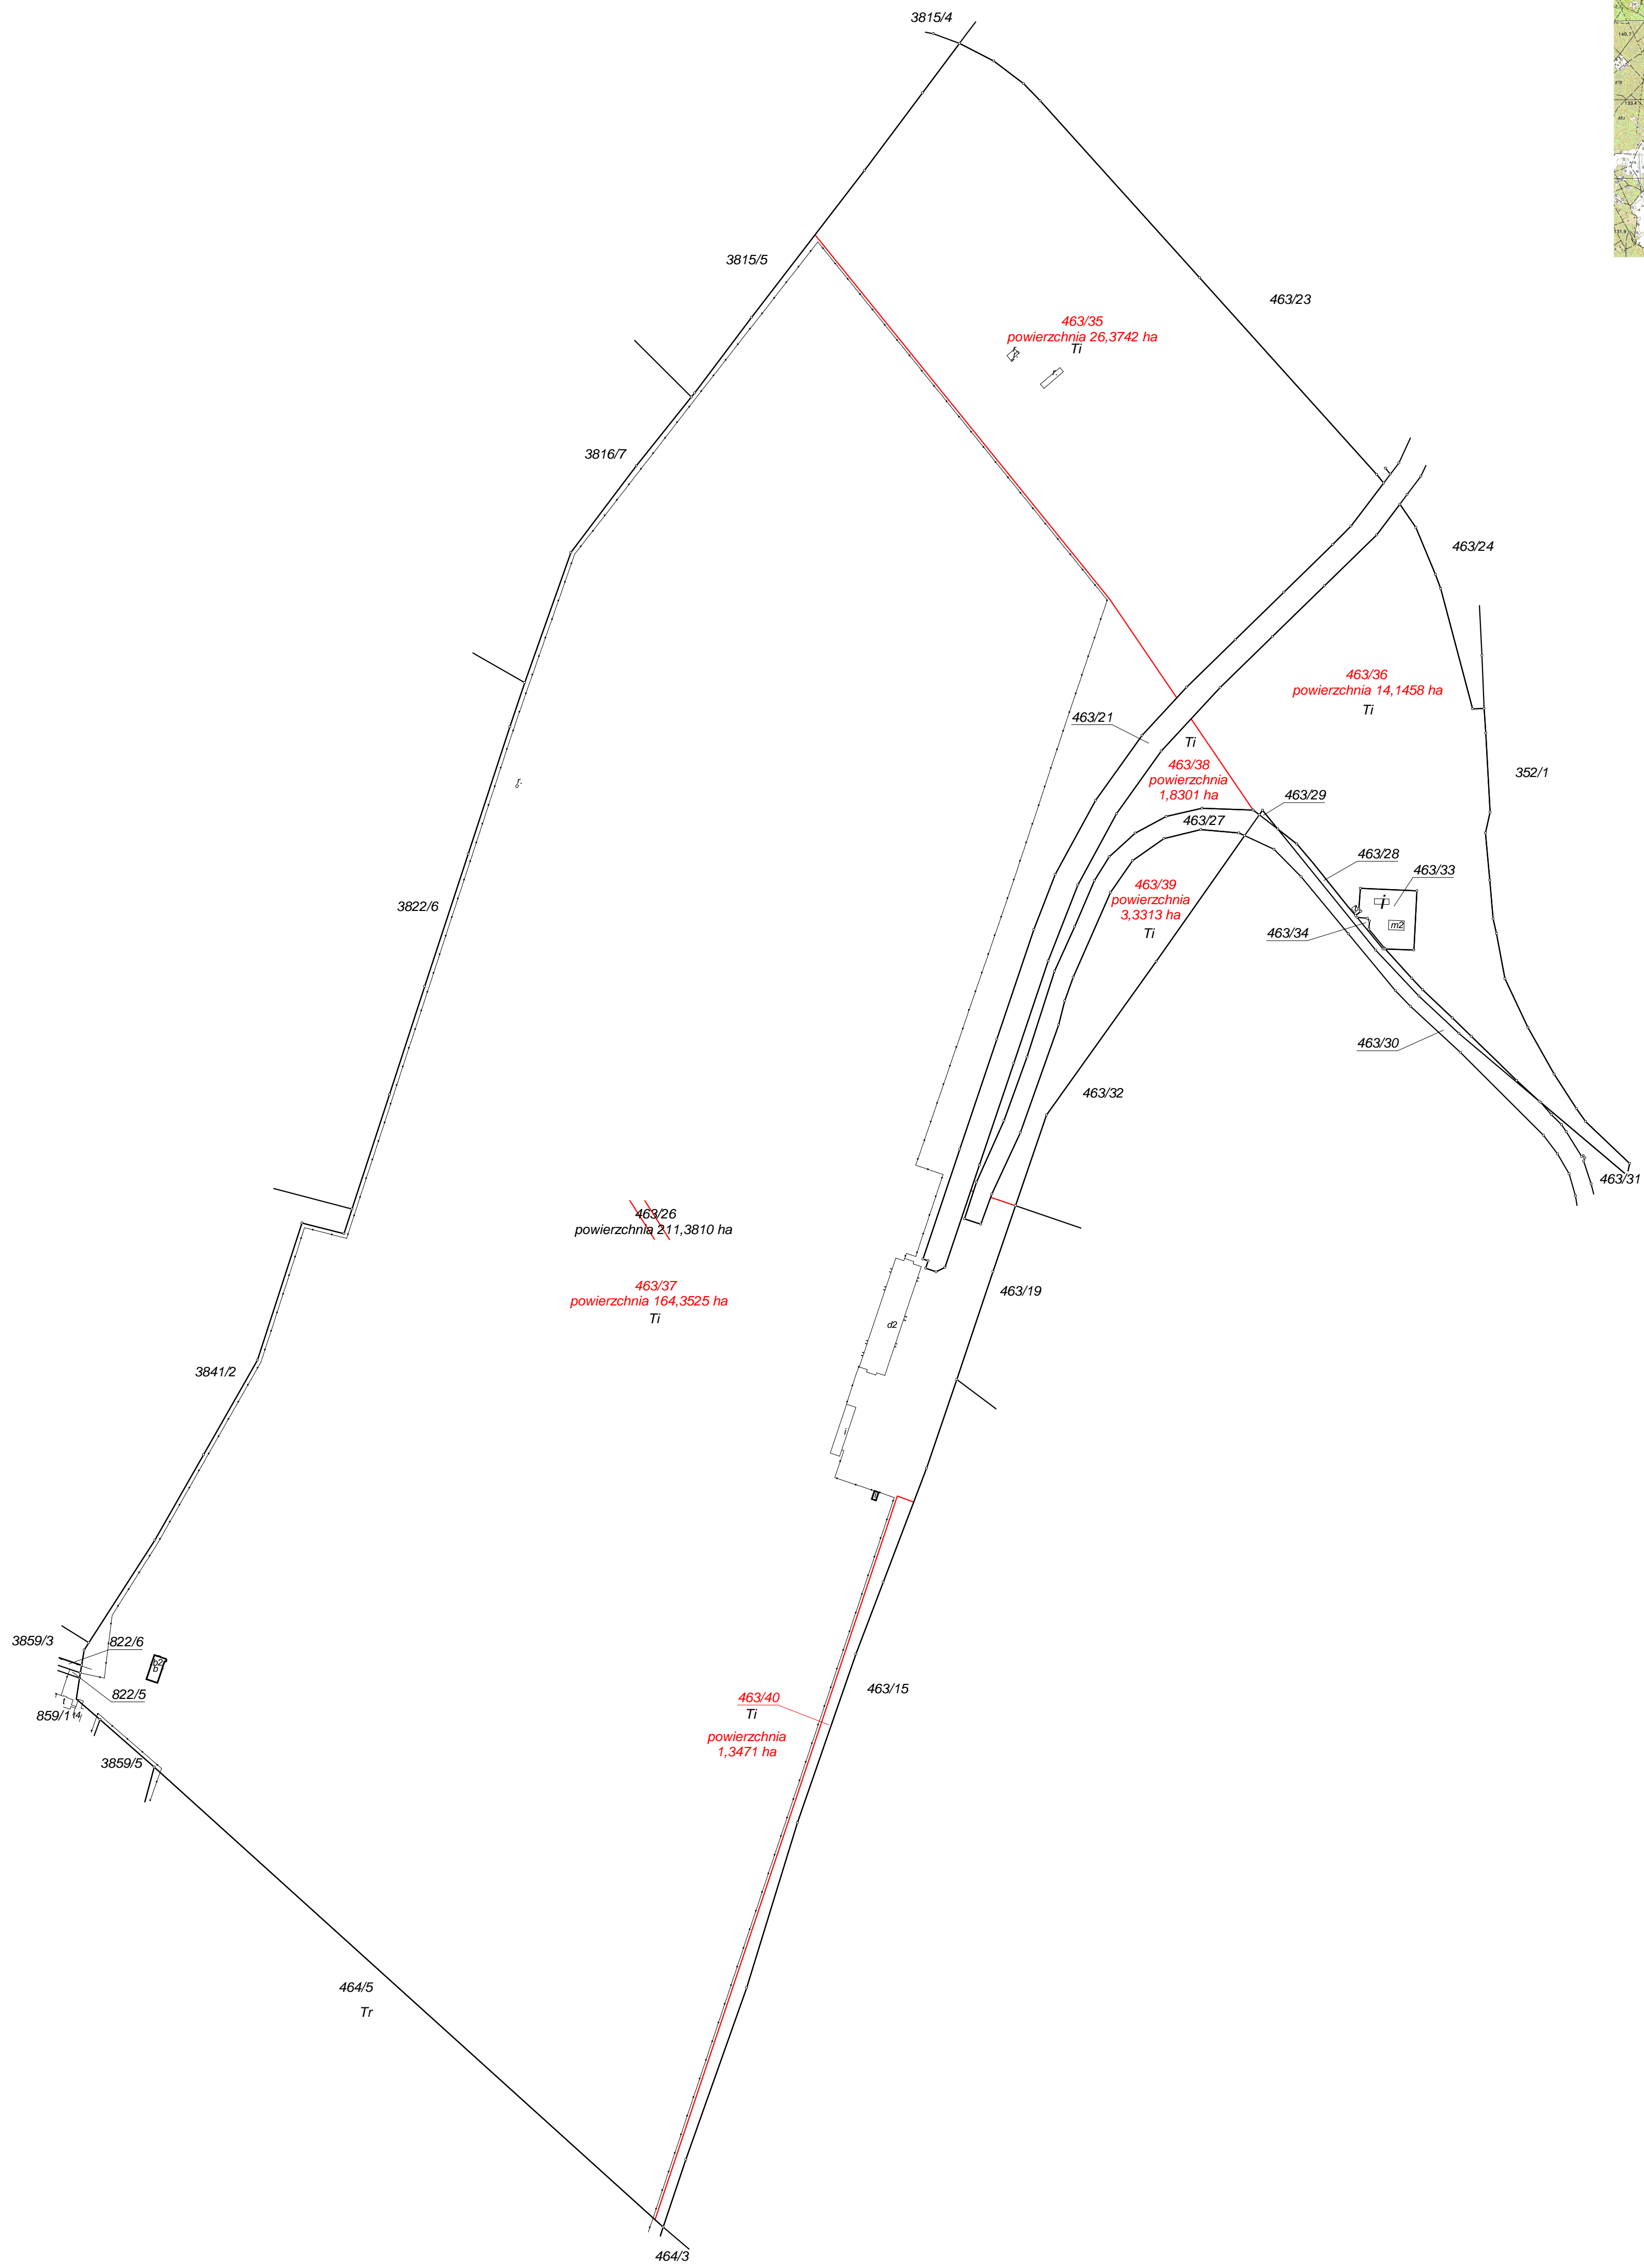 3815/4
3815/5
463/23
463/35
powierzchnia 26,3742 ha
Ti
3816/7
463/24
463/36
powierzchnia 14,1458 ha
Ti
463/21
Ti
463/38
powierzchnia
1,8301 ha
352/1
463/29
463/27
463/28
463/33
i
m2
463/39
powierzchnia
3,3313 ha
Ti
463/34
3822/6
463/30
463/32
463/31
463/26
powierzchnia 211,3810 ha
463/37
powierzchnia 164,3525 ha
Ti
463/19
d2
3841/2
i
3859/3
822/6
b2
b
822/5
t
859/1
3859/5
463/15
463/40
Ti
powierzchnia
1,3471 ha
464/5
Tr
464/3